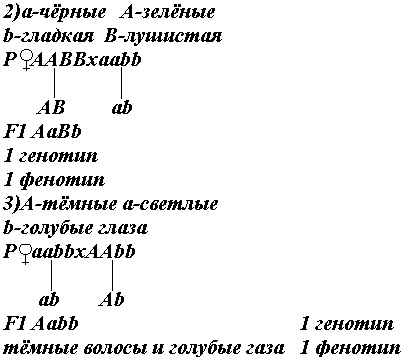 2)а-чёрные A-зелёные
b-гладкая B-лушистая
P♀AABBxaabb
AB ab
F1 AaBb
1 генотип
1 фенотип
3)A-тёмные a-светлые
b-голубые глаза
P♀aabbxAAbb
ab Ab
F1 Aabb 1 генотип
тёмные волосы и голубые газа 1 фенотип